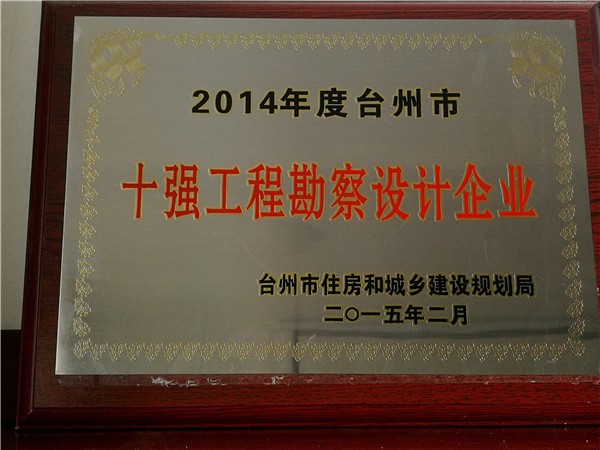 2014年度台州市
十强工程勘察设计企业
台州市住房和城乡建设规划局
二〇一五年二月